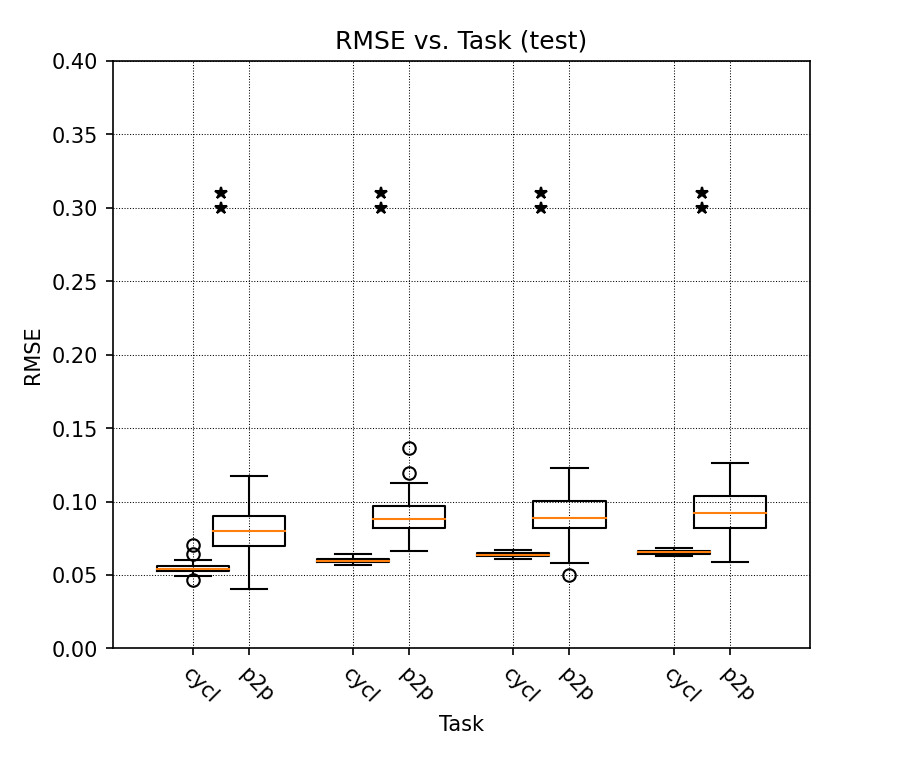 RMSE vs. Task (test)
0.40
0.35
0.30
0.25
0.20
0.15
0.10
0.05
0.00
RMSE
cycl p2p cycl p2p cycl p2p cycl p2p
Task